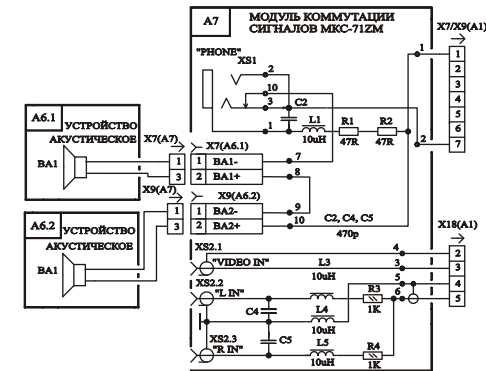 А7
МОДУЛЬ КОММУТАЦИИ
СИГНАЛОВ МКС-71ZM
X7/X9(A1)
"PHONE"
XS1
1
1
2
3
4
5
6
7
2
2
10
3
1
C2
L1
10uH
R1
47R
R2
47R
А6.1
УСТРОЙСТВО
АКУСТИЧЕСКОЕ
BA1
X7(A7)
1
3
X7(A6.1)
1 BA1-
2 BA1+
7
8
X9(A7)
1
3
X9(A6.2)
1 BA2-
2 BA2+
9
10
C2, C4, C5
470p
А6.2
УСТРОЙСТВО
АКУСТИЧЕСКОЕ
BA1
X18(A1)
2
3
4
5
XS2.1
"VIDEO IN"
L3
10uH
4
3
5
6
XS2.2
"L IN"
C4
L4
10uH
R3
1K
XS2.3
"R IN"
C5
L5
10uH
R4
1K